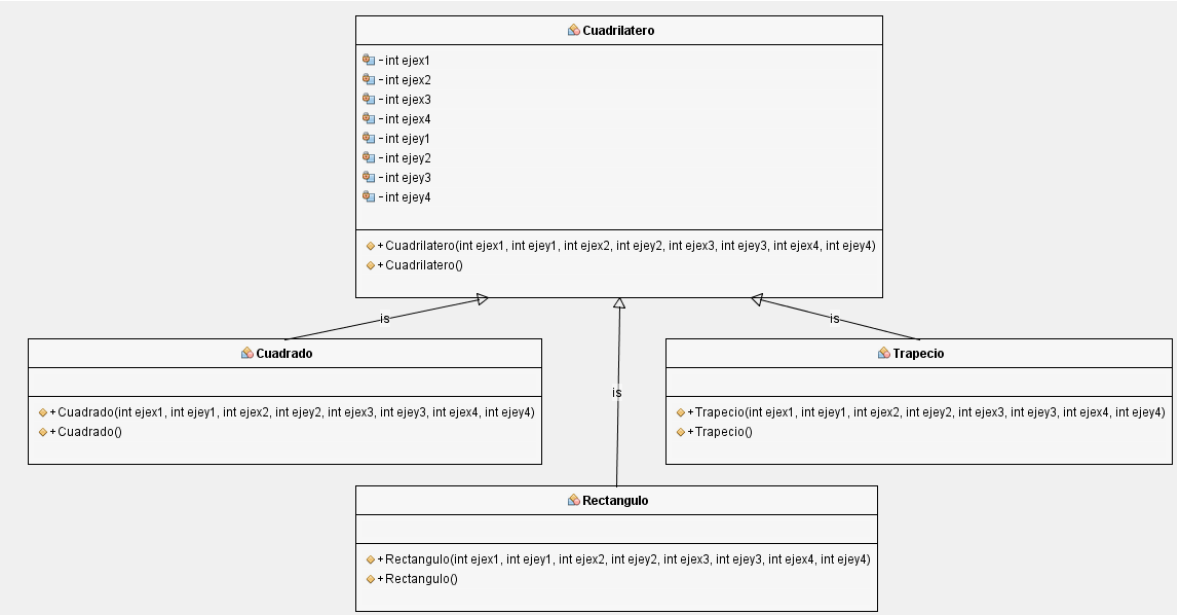 Cuadrilatero
- int ejex1
- int ejex2
- int ejex3
- int ejex4
- int ejey1
- int ejey2
- int ejey3
- int ejey4
+ Cuadrilatero(int ejex1, int ejey1, int ejex2, int ejey2, int ejex3, int ejey3, int ejex4, int ejey4)
+ Cuadrilatero()
is
is
Cuadrado
+ Cuadrado(int ejex1, int ejey1, int ejex2, int ejey2, int ejex3, int ejey3, int ejex4, int ejey4)
+ Cuadrado()
is
Trapecio
+ Trapecio(int ejex1, int ejey1, int ejex2, int ejey2, int ejex3, int ejey3, int ejex4, int ejey4)
+ Trapecio()
Rectangulo
+ Rectangulo(int ejex1, int ejey1, int ejex2, int ejey2, int ejex3, int ejey3, int ejex4, int ejey4)
+ Rectangulo()